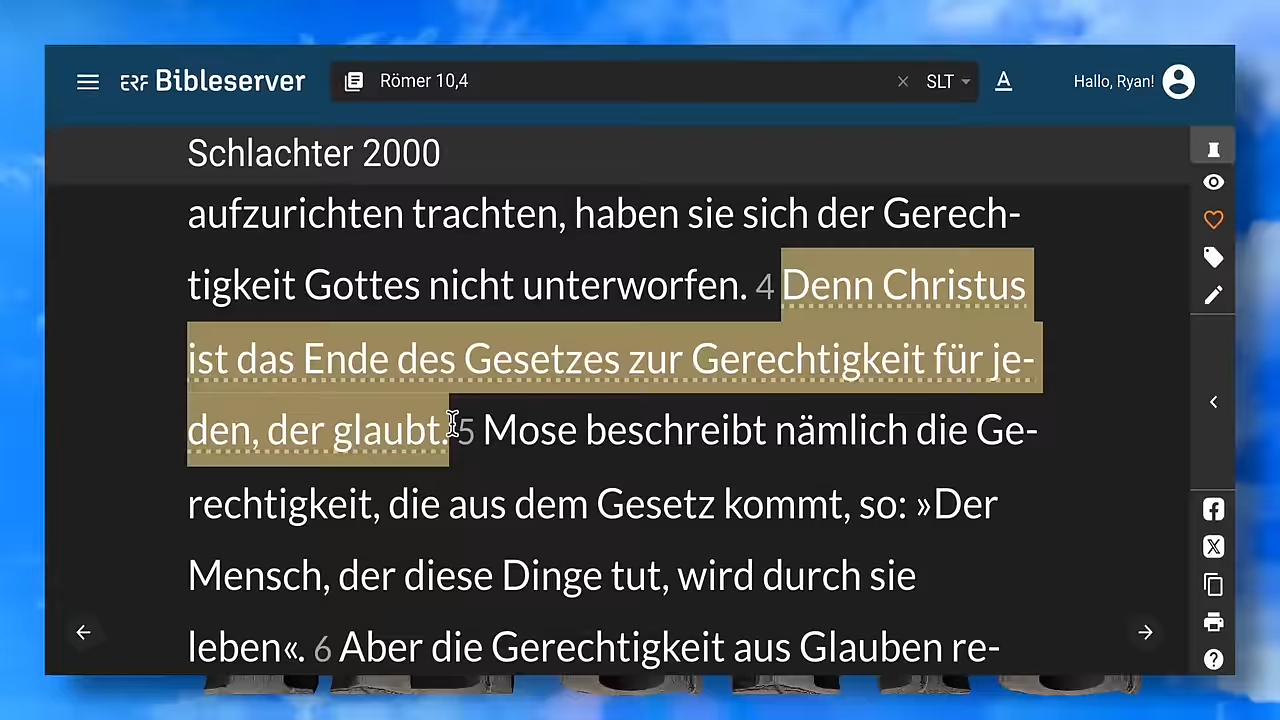 ERF Bibleserver
Römer 10,4
SLT
A
Hallo, Ryan!
Schlachter 2000
aufzurichten trachten, haben sie sich der Gerech-
tigkeit Gottes nicht unterworfen. 4 Denn Christus
ist das Ende des Gesetzes zur Gerechtigkeit für je-
den, der glaubt. 5 Mose beschreibt nämlich die Ge-
rechtigkeit, die aus dem Gesetz kommt, so: »Der
Mensch, der diese Dinge tut, wird durch sie
leben«. 6 Aber die Gerechtigkeit aus Glauben re-